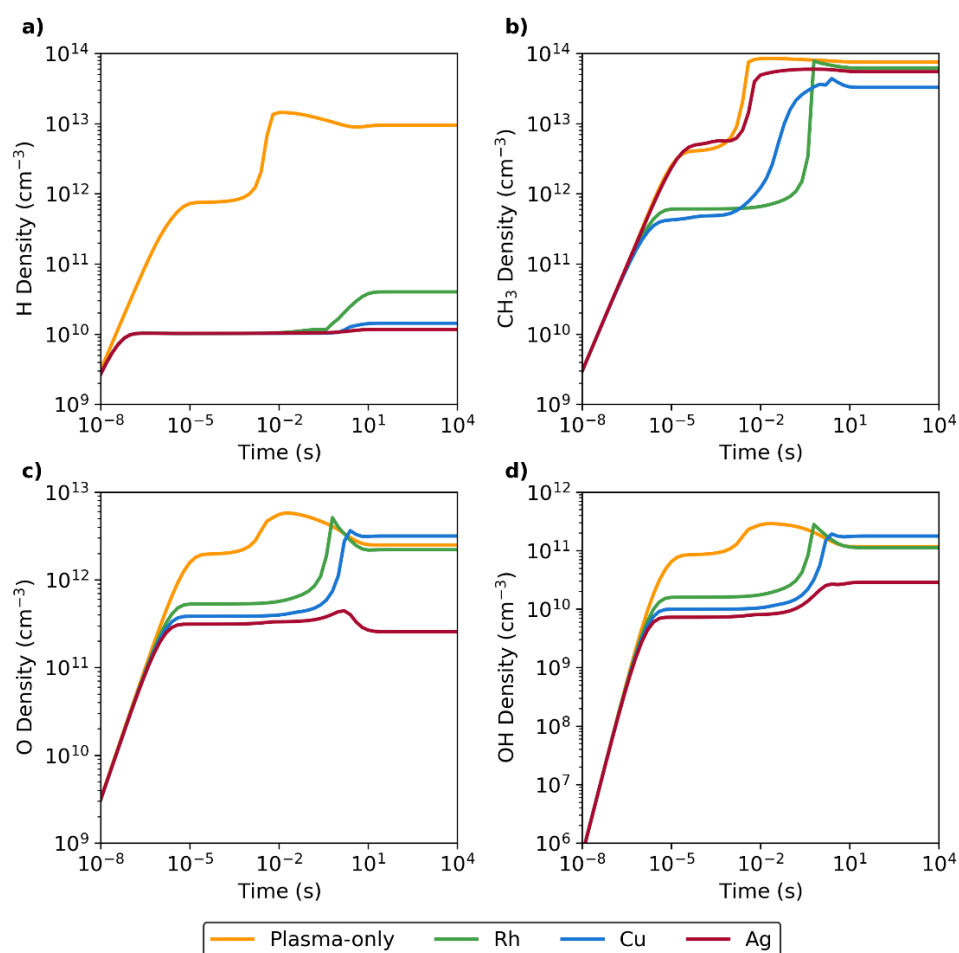 a)
10^14
10^13
10^12
10^11
10^10
10^9
H Density (cm^−3)
10^−8 10^−5 10^−2 10^1 10^4
Time (s)
b)
10^14
10^13
10^12
10^11
10^10
10^9
CH_3 Density (cm^−3)
10^−8 10^−5 10^−2 10^1 10^4
Time (s)
c)
10^13
10^12
10^11
10^10
10^9
O Density (cm^−3)
10^−8 10^−5 10^−2 10^1 10^4
Time (s)
d)
10^12
10^11
10^10
10^9
10^8
10^7
10^6
OH Density (cm^−3)
10^−8 10^−5 10^−2 10^1 10^4
Time (s)
Plasma-only Rh Cu Ag